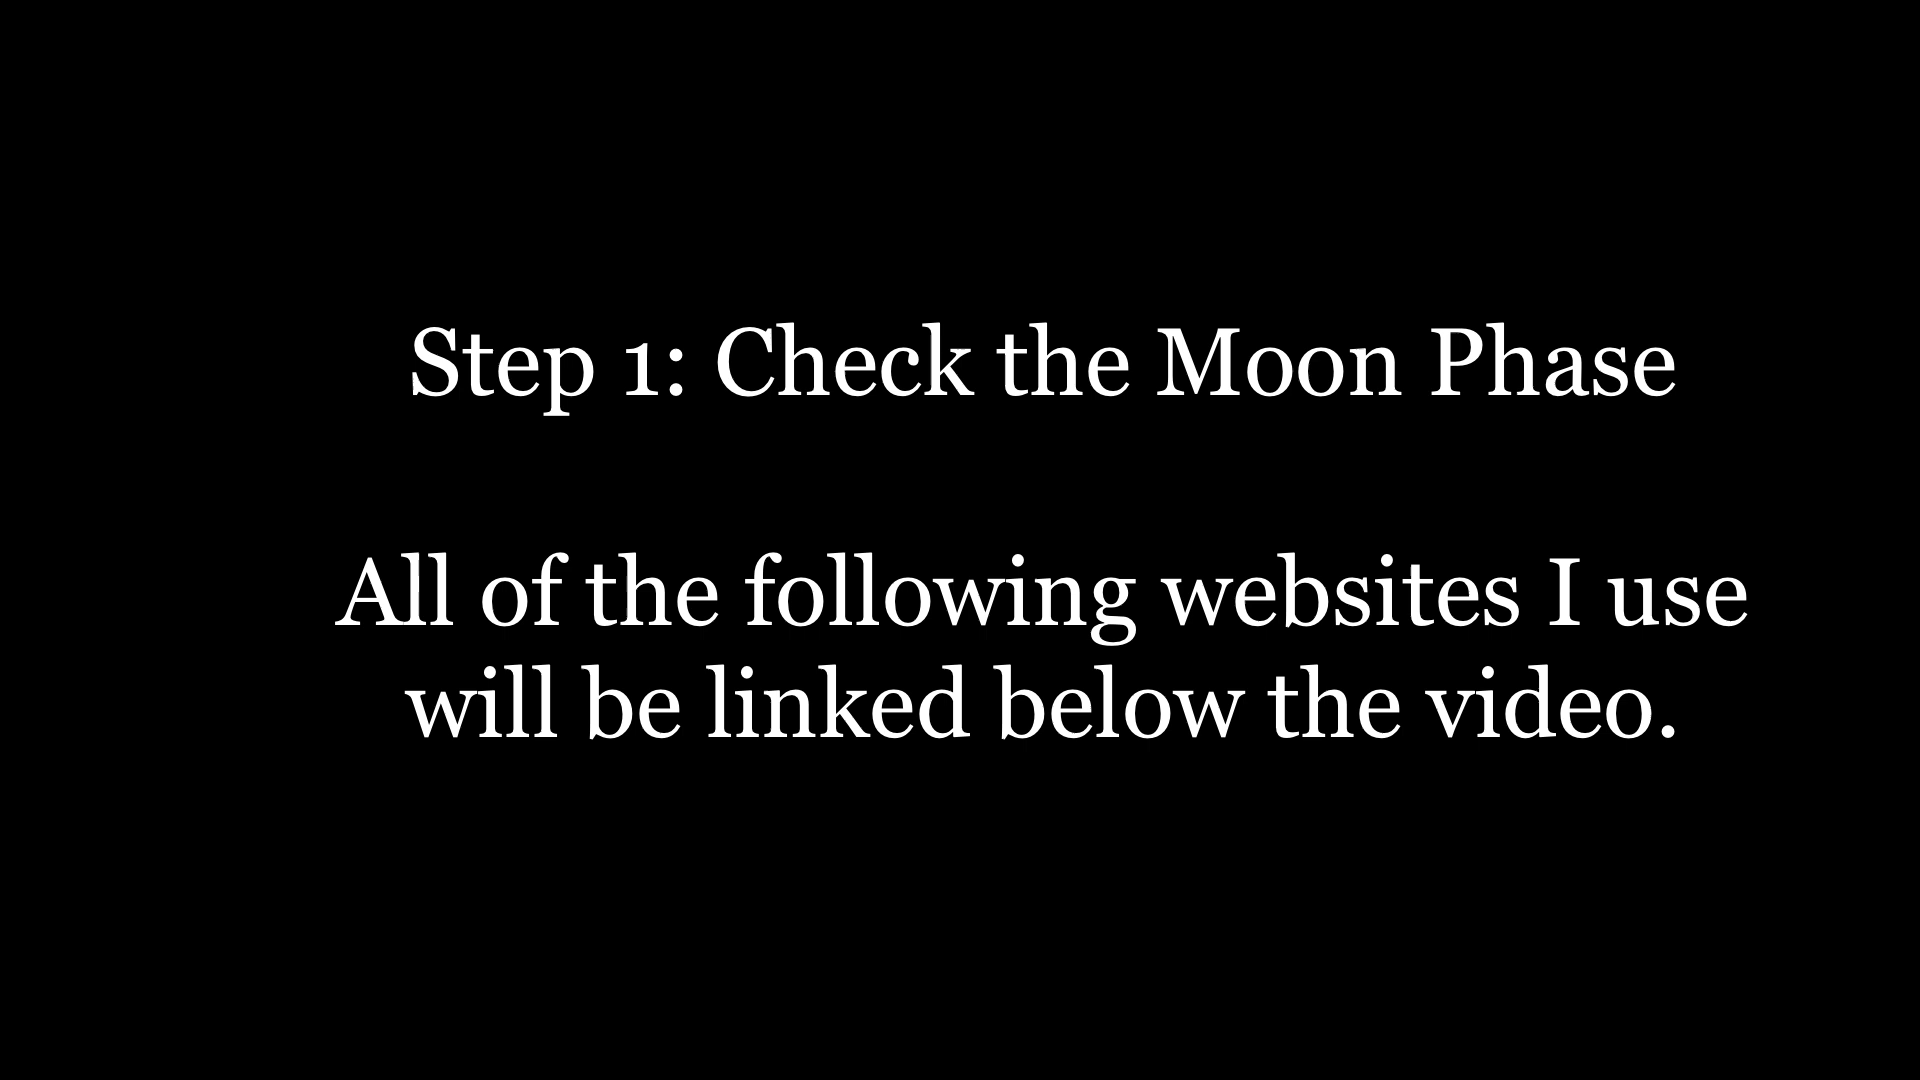 Step 1: Check the Moon Phase
All of the following websites I use
will be linked below the video.